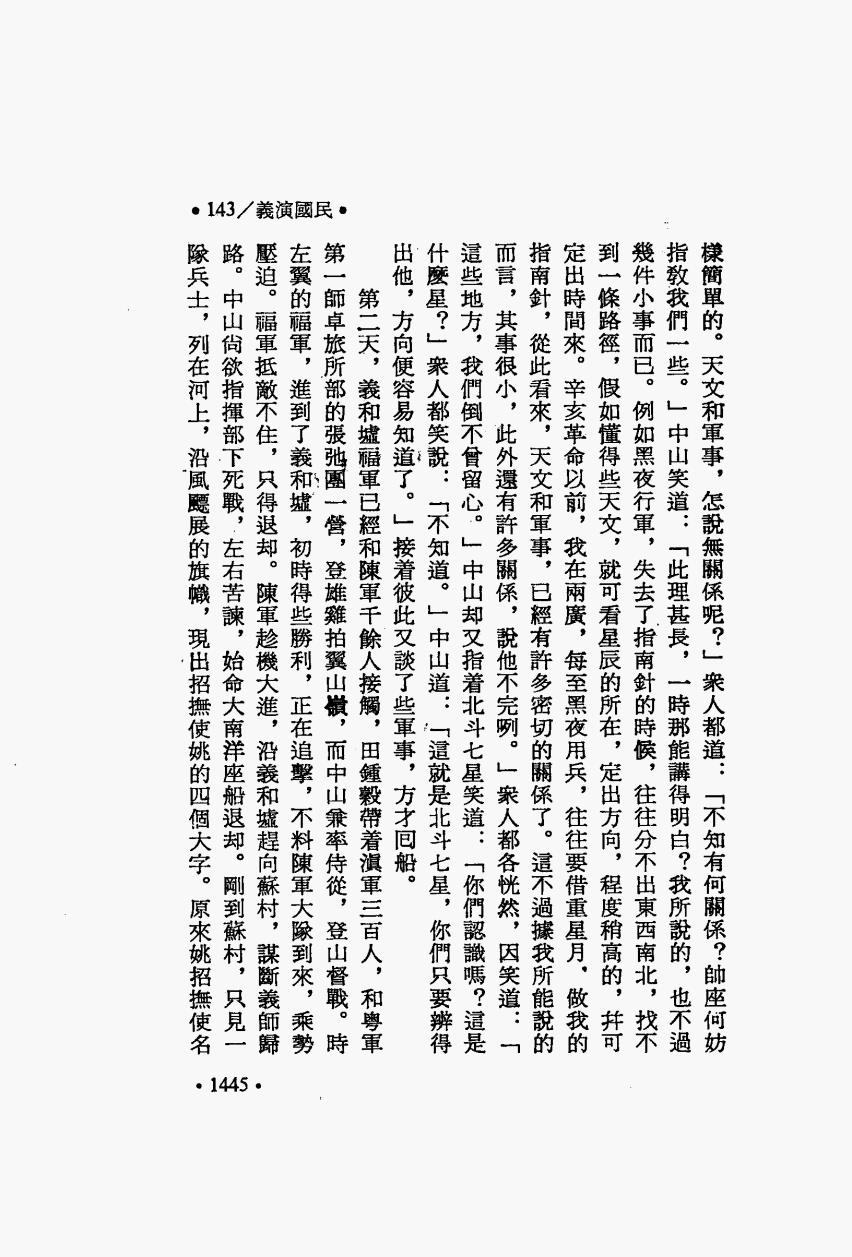 •143／義演國民•
樣簡單的。天文和軍事，怎說無關係呢？」衆人都道：「不知有何關係？帥座何妨
指敎我們一些。」中山笑道：「此理甚長，一時那能講得明白？我所說的，也不過
幾件小事而已。例如黑夜行軍，失去了指南針的時候，往往分不出東西南北，找不
到一條路徑，假如懂得些天文，就可看星辰的所在，定出方向，程度稍高的，幷可
定出時間來。辛亥革命以前，我在兩廣，每至黑夜用兵，往往要借重星月，做我的
指南針，從此看來，天文和軍事，已經有許多密切的關係了。這不過據我所能說的
而言，其事很小，此外還有許多關係，說他不完咧。」衆人都各恍然，因笑道：「
這些地方，我們倒不曾留心。」中山却又指着北斗七星笑道：「你們認識嗎？這是
什麼星？」衆人都笑說：「不知道。」中山道：「這就是北斗七星，你們只要辨得
出他，方向便容易知道了。」接着彼此又談了些軍事，方才囘船。
第二天，義和墟福軍已經和陳軍千餘人接觸，田鍾穀帶着滇軍三百人，和粵軍
第一師卓旅所部的張弛團一營，登雄雞拍翼山嶺，而中山兼率侍從，登山督戰。時
左翼的福軍，進到了義和墟，初時得些勝利，正在追擊，不料陳軍大隊到來，乘勢
壓迫。福軍抵敵不住，只得退却。陳軍趁機大進，沿義和墟趕向蘇村，謀斷義師歸
路。中山尙欲指揮部下死戰，左右苦諫，始命大南洋座船退却。剛到蘇村，只見一
隊兵士，列在河上，沿風飃展的旗幟，現出招撫使姚的四個大字。原來姚招撫使名
•1445•